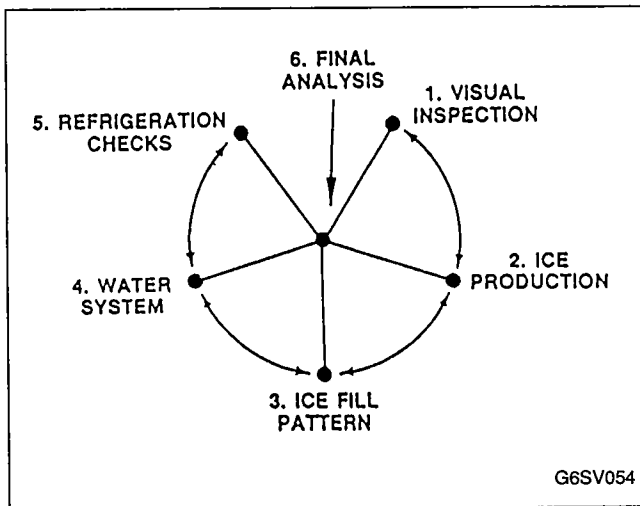 6. FINAL
ANALYSIS
1. VISUAL
INSPECTION
5. REFRIGERATION
CHECKS
2. ICE
PRODUCTION
4. WATER
SYSTEM
3. ICE FILL
PATTERN
G6SV054